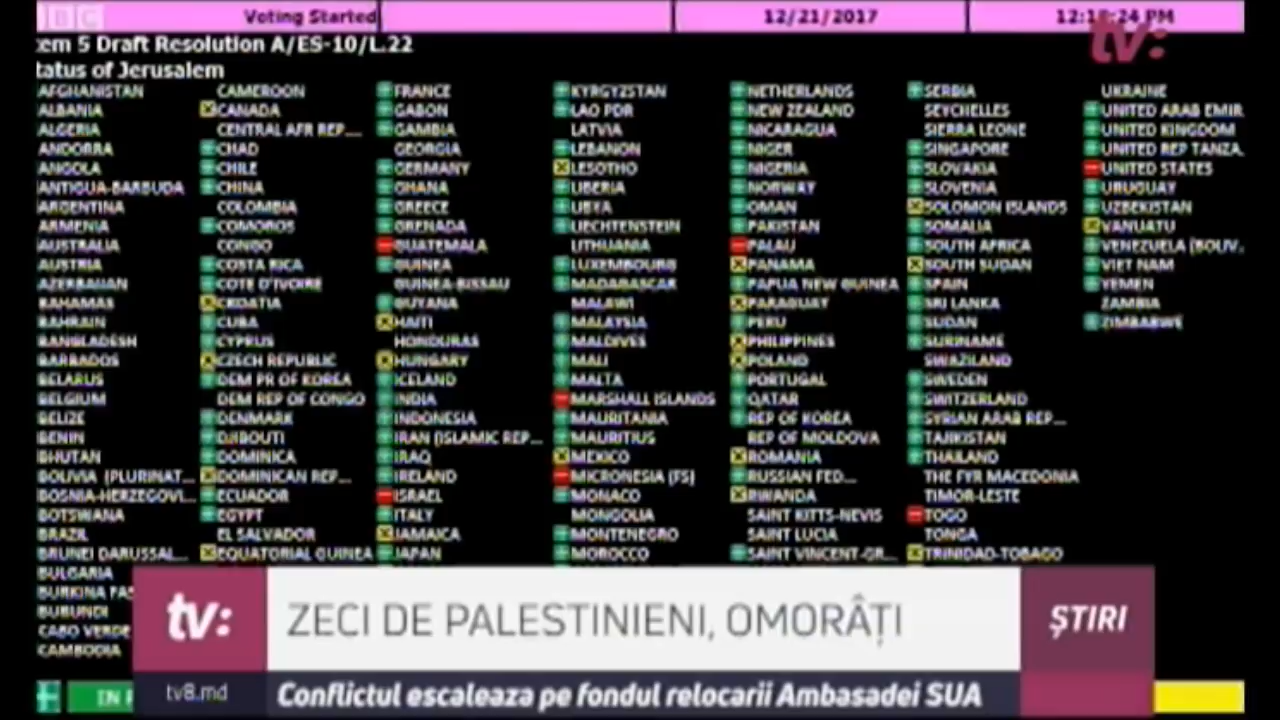 BBC Voting Started 12/21/2017 12:18:24 PM
tv:
tem 5 Draft Resolution A/ES-10/L.22
tatus of Jerusalem
AFGHANISTAN CAMEROON FRANCE KYRGYZSTAN NETHERLANDS SERBIA UKRAINE
ALBANIA CANADA GABON LAO PDR NEW ZEALAND SEYCHELLES UNITED ARAB EMIR
ALGERIA CENTRAL AFR REP... GAMBIA LATVIA NICARAGUA SIERRA LEONE UNITED KINGDOM
ANDORRA CHAD GEORGIA LEBANON NIGER SINGAPORE UNITED REP TANZA.
ANGOLA CHILE GERMANY LESOTHO NIGERIA SLOVAKIA UNITED STATES
ANTIGUA-BARBUDA CHINA GHANA LIBERIA NORWAY SLOVENIA URUGUAY
ARGENTINA COLOMBIA GREECE LIBYA OMAN SOLOMON ISLANDS UZBEKISTAN
ARMENIA COMOROS GRENADA LIECHTENSTEIN PAKISTAN SOMALIA VANUATU
AUSTRALIA CONGO GUATEMALA LITHUANIA PALAU SOUTH AFRICA VENEZUELA (BOLIV.
AUSTRIA COSTA RICA GUINEA LUXEMBOURG PANAMA SOUTH SUDAN VIET NAM
AZERBAIJAN COTE D'IVOIRE GUINEA-BISSAU MADAGASCAR PAPUA NEW GUINEA SPAIN YEMEN
BAHAMAS CROATIA GUYANA MALAWI PARAGUAY SRI LANKA ZAMBIA
BAHRAIN CUBA HAITI MALAYSIA PERU SUDAN ZIMBABWE
BANGLADESH CYPRUS HONDURAS MALDIVES PHILIPPINES SURINAME
BARBADOS CZECH REPUBLIC HUNGARY MALI POLAND SWAZILAND
BELARUS DEM PR OF KOREA ICELAND MALTA PORTUGAL SWEDEN
BELGIUM DEM REP OF CONGO INDIA MARSHALL ISLANDS QATAR SWITZERLAND
BELIZE DENMARK INDONESIA MAURITANIA REP OF KOREA SYRIAN ARAB REP...
BENIN DJIBOUTI IRAN (ISLAMIC REP... MAURITIUS REP OF MOLDOVA TAJIKISTAN
BHUTAN DOMINICA IRAQ MEXICO ROMANIA THAILAND
BOLIVIA (PLURINAT... DOMINICAN REP... IRELAND MICRONESIA (FS) RUSSIAN FED... THE FYR MACEDONIA
BOSNIA-HERZEGOVI... ECUADOR ISRAEL MONACO RWANDA TIMOR-LESTE
BOTSWANA EGYPT ITALY MONGOLIA SAINT KITTS-NEVIS TOGO
BRAZIL EL SALVADOR JAMAICA MONTENEGRO SAINT LUCIA TONGA
BRUNEI DARUSSAL... EQUATORIAL GUINEA JAPAN MOROCCO SAINT VINCENT-GR... TRINIDAD-TOBAGO
BULGARIA
BURKINA FAS
BURUNDI
CABO VERDE
CAMBODIA
tv: ZECI DE PALESTINIENI, OMORÂȚI ȘTIRI
IN F
tv8.md Conflictul escaleaza pe fondul relocarii Ambasadei SUA